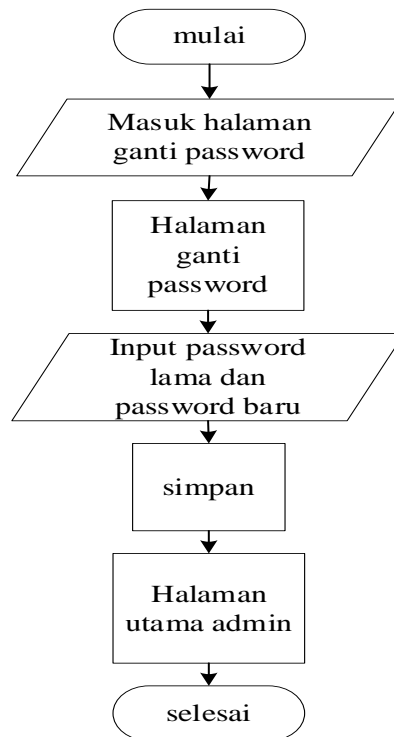 mulai
Masuk halaman
ganti password
Halaman
ganti
password
Input password
lama dan
password baru
simpan
Halaman
utama admin
selesai